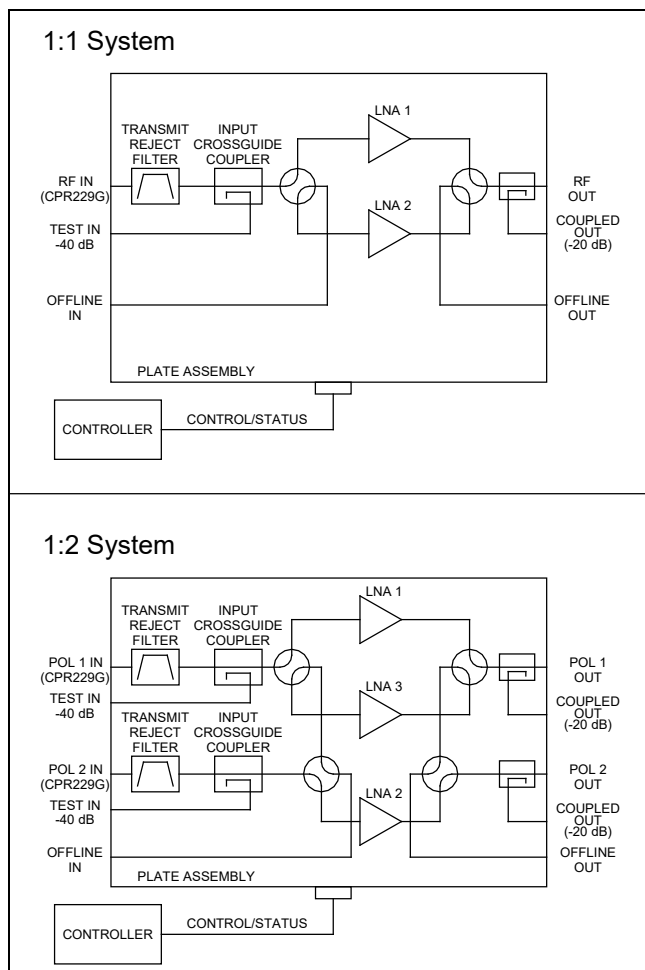 1:1 System
LNA 1
TRANSMIT
REJECT
FILTER
INPUT
CROSSGUIDE
COUPLER
RF IN
(CPR229G)
RF
OUT
TEST IN
-40 dB
LNA 2
COUPLED
OUT
(-20 dB)
OFFLINE
IN
OFFLINE
OUT
PLATE ASSEMBLY
CONTROLLER
CONTROL/STATUS
1:2 System
LNA 1
TRANSMIT
REJECT
FILTER
INPUT
CROSSGUIDE
COUPLER
POL 1 IN
(CPR229G)
POL 1
OUT
TEST IN
-40 dB
LNA 3
COUPLED
OUT
(-20 dB)
TRANSMIT
REJECT
FILTER
INPUT
CROSSGUIDE
COUPLER
POL 2 IN
(CPR229G)
POL 2
OUT
LNA 2
TEST IN
-40 dB
COUPLED
OUT
(-20 dB)
OFFLINE
IN
OFFLINE
OUT
PLATE ASSEMBLY
CONTROLLER
CONTROL/STATUS